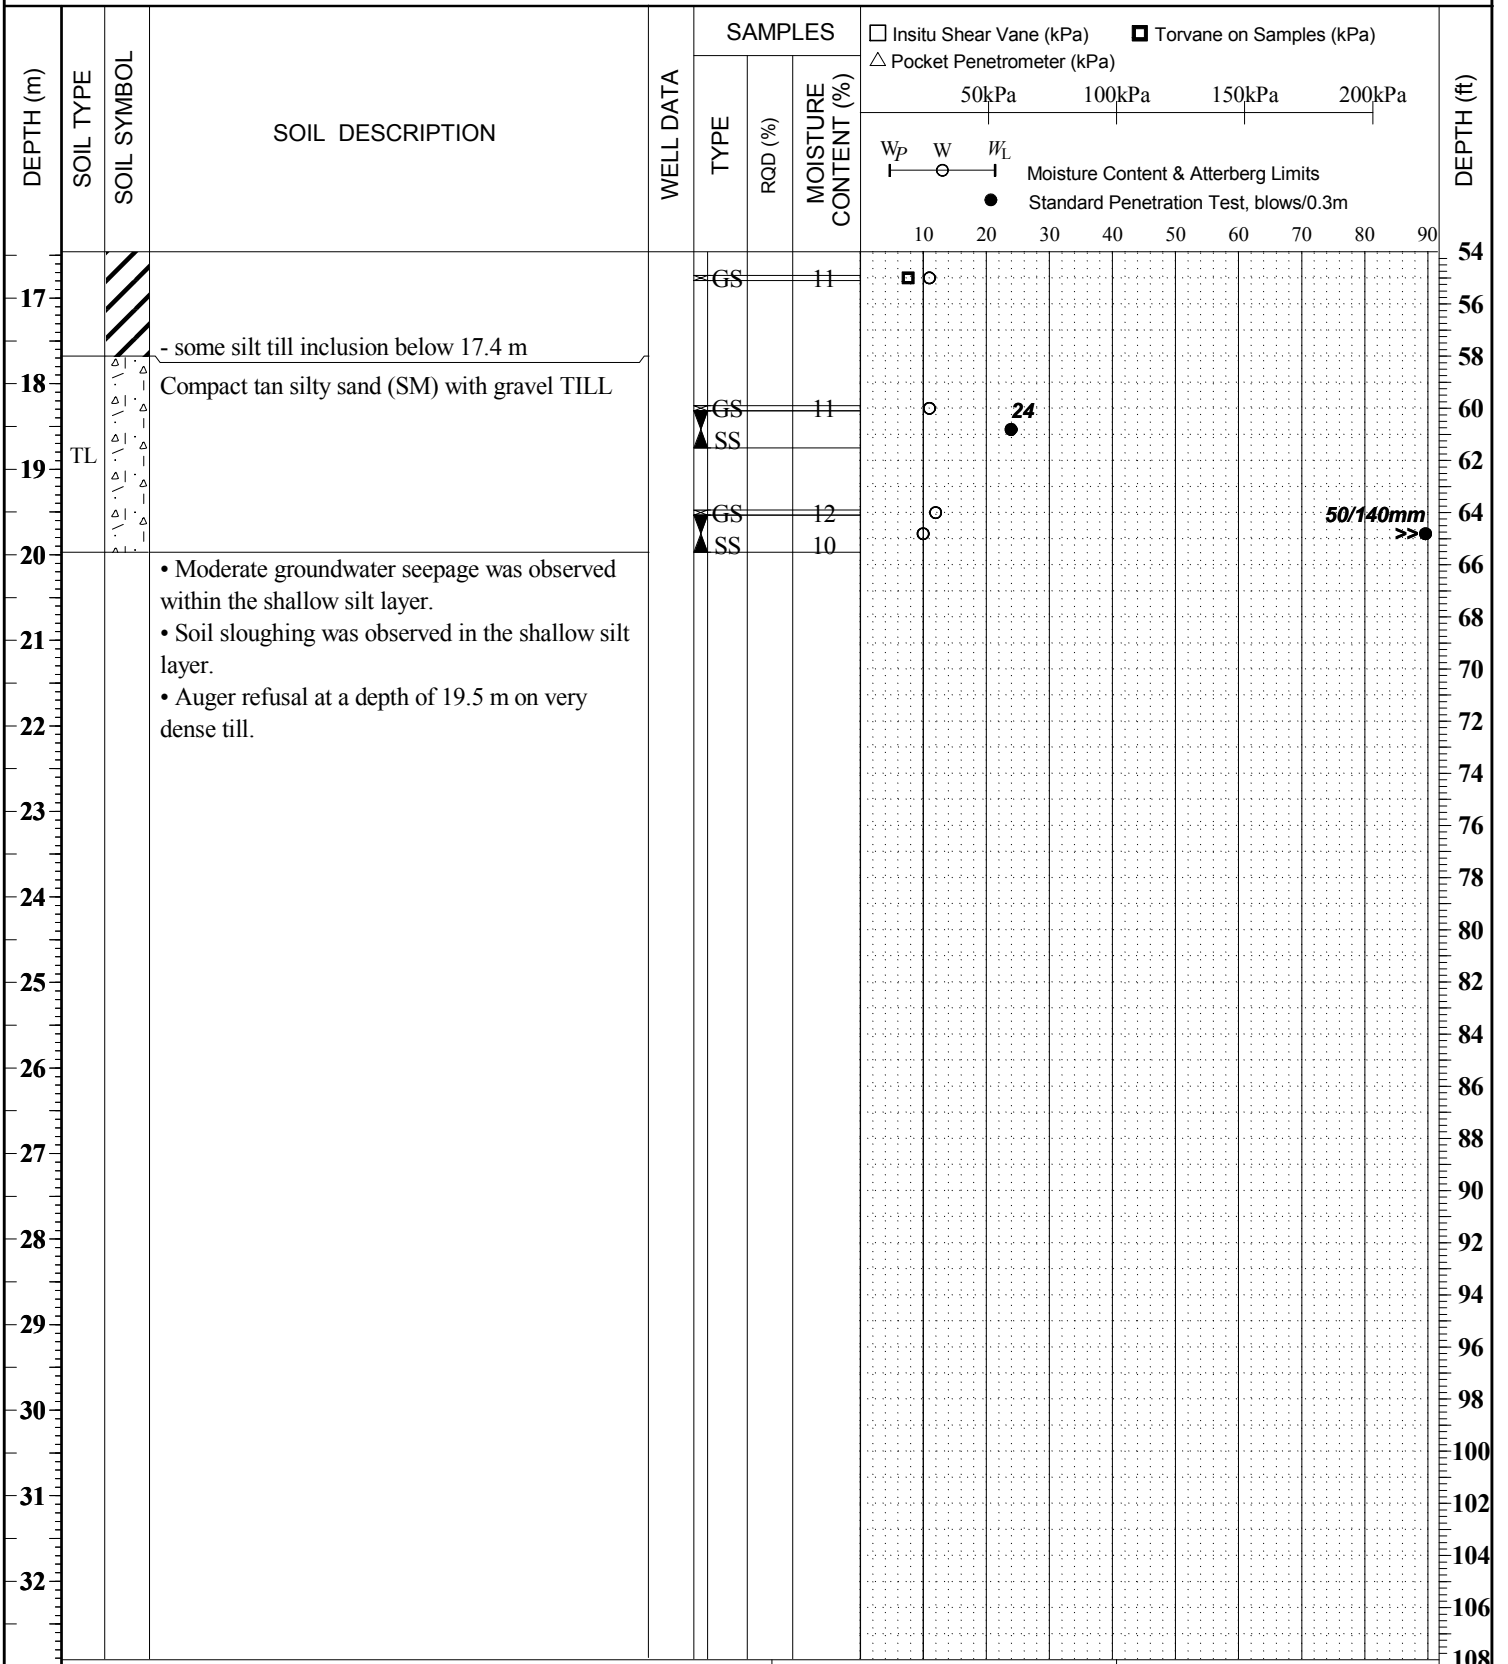 SAMPLES
Insitu Shear Vane (kPa)
Torvane on Samples (kPa)
Pocket Penetrometer (kPa)
50kPa 100kPa 150kPa 200kPa
DEPTH (m)
SOIL TYPE
SOIL SYMBOL
SOIL DESCRIPTION
WELL DATA
TYPE
RQD (%)
MOISTURE
CONTENT (%)
DEPTH (ft)
WP W WL
Moisture Content & Atterberg Limits
Standard Penetration Test, blows/0.3m
10 20 30 40 50 60 70 80 90
54
GS 11
17
56
- some silt till inclusion below 17.4 m
58
18
Compact tan silty sand (SM) with gravel TILL
GS 11
24
60
SS
TL
19
62
GS 12
50/140mm
64
SS 10
>>
20
66
• Moderate groundwater seepage was observed
within the shallow silt layer.
68
• Soil sloughing was observed in the shallow silt
21
layer.
70
• Auger refusal at a depth of 19.5 m on very
dense till.
22
72
74
23
76
78
24
80
25
82
84
26
86
27
88
90
28
92
94
29
96
98
30
100
31
102
104
32
106
108